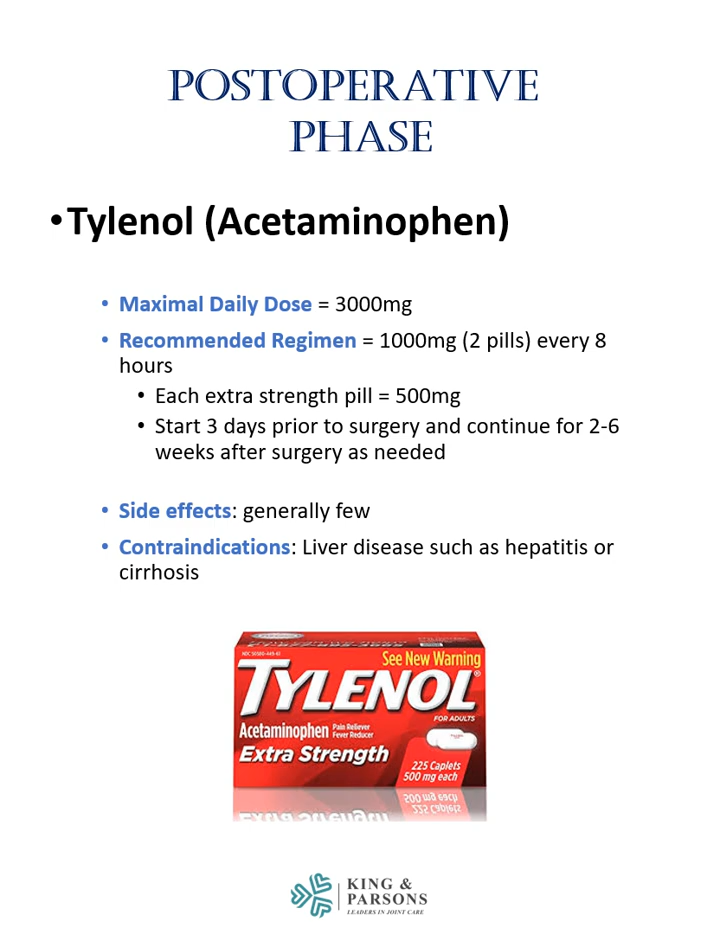 POSTOPERATIVE
PHASE
•Tylenol (Acetaminophen)
• Maximal Daily Dose = 3000mg
• Recommended Regimen = 1000mg (2 pills) every 8
hours
• Each extra strength pill = 500mg
• Start 3 days prior to surgery and continue for 2-6
weeks after surgery as needed
• Side effects: generally few
• Contraindications: Liver disease such as hepatitis or
cirrhosis
See New Warning
TYLENOL®
FOR ADULTS
Acetaminophen Pain Reliever
Fever Reducer
Extra Strength
225 Caplets
500 mg each
KING &
PARSONS
LEADERS IN JOINT CARE